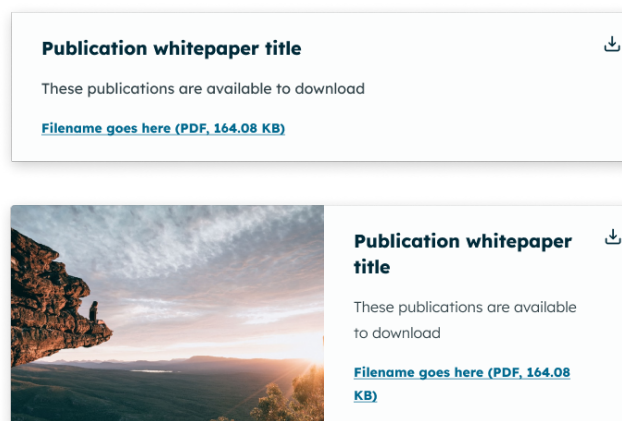 Publication whitepaper title
These publications are available to download
Filename goes here (PDF, 164.08 KB)
Publication whitepaper
title
These publications are available
to download
Filename goes here (PDF, 164.08
KB)